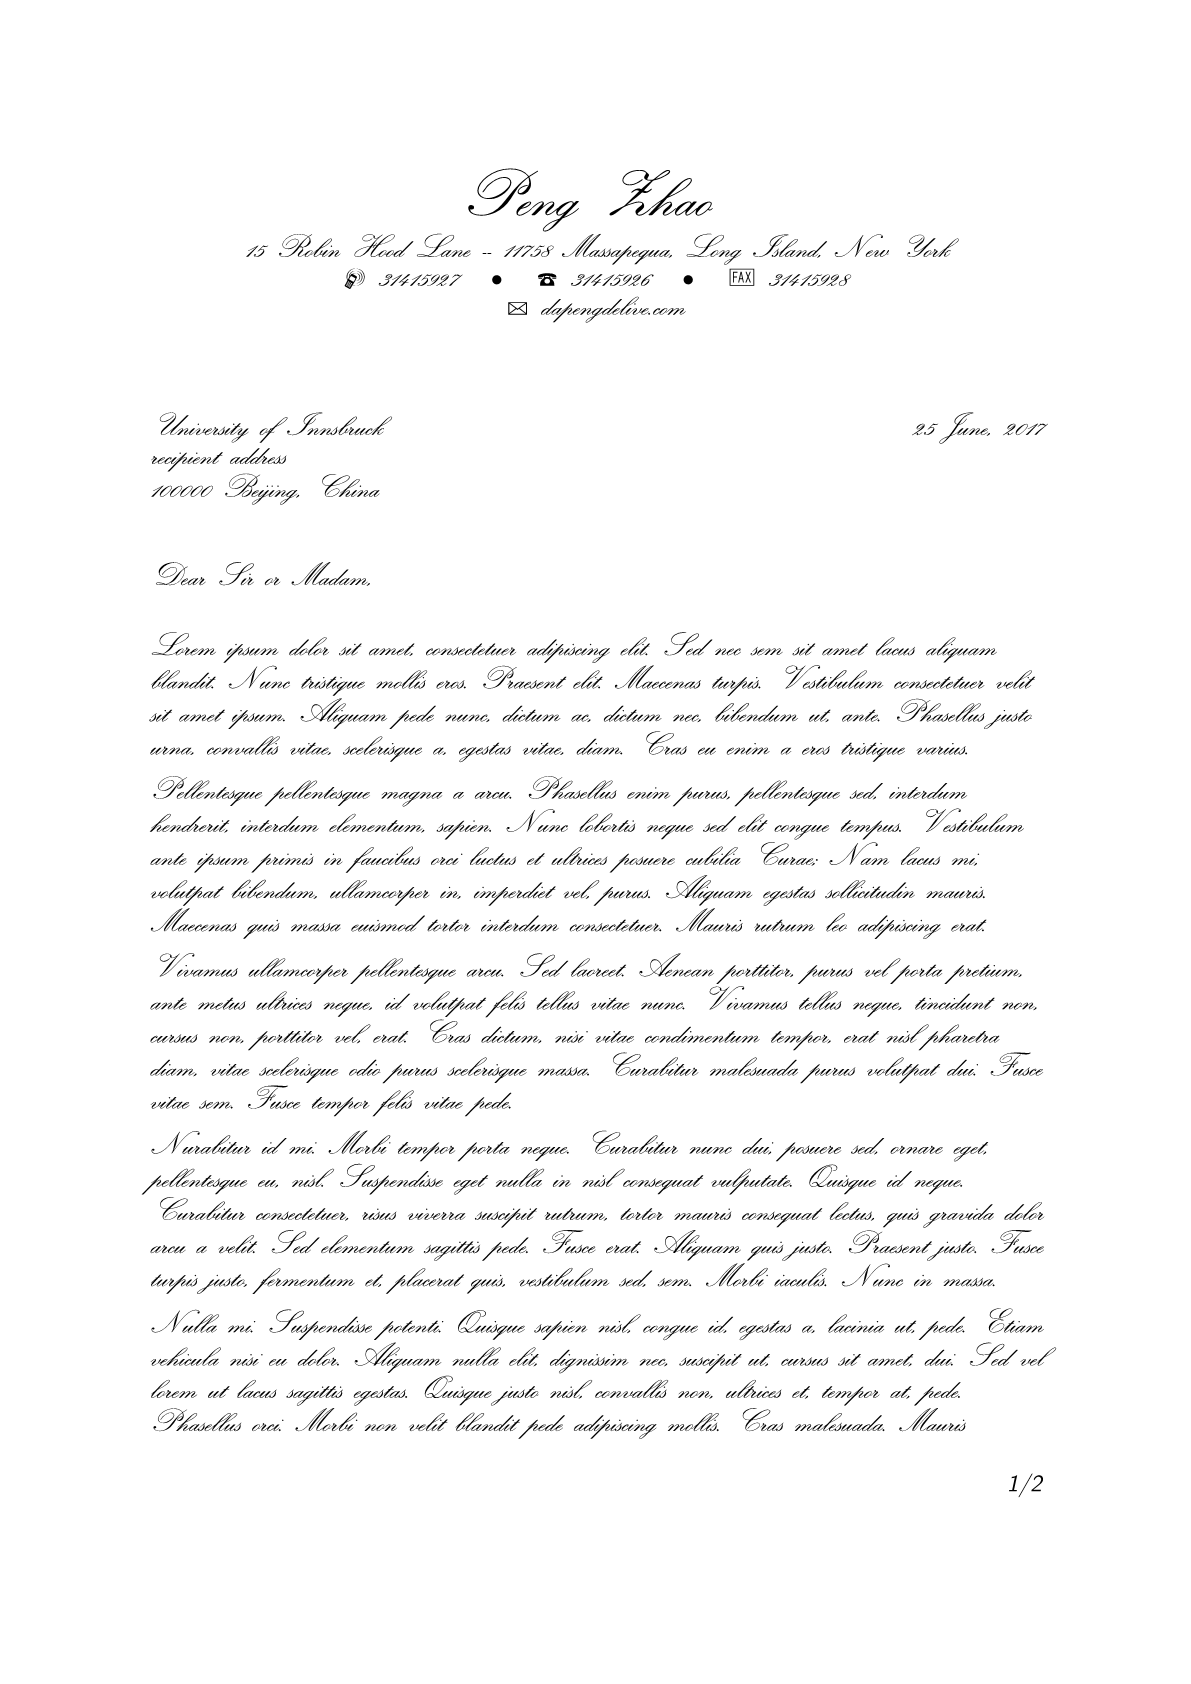 Peng Zhao
15 Robin Hood Lane – 11758 Massapequa, Long Island, New York
31415927 ● 31415926 ● FAX 31415928
dapengdelive.com
University of Innsbruck
25 June, 2017
recipient address
100000 Beijing, China
Dear Sir or Madam,
Lorem ipsum dolor sit amet, consectetuer adipiscing elit. Sed nec sem sit amet lacus aliquam
blandit. Nunc tristique mollis eros. Praesent elit. Maecenas turpis. Vestibulum consectetuer velit
sit amet ipsum. Aliquam pede nunc, dictum ac, dictum nec, bibendum ut, ante. Phasellus justo
urna, convallis vitae, scelerisque a, egestas vitae, diam. Cras eu enim a eros tristique varius.
Pellentesque pellentesque magna a arcu. Phasellus enim purus, pellentesque sed, interdum
hendrerit, interdum elementum, sapien. Nunc lobortis neque sed elit congue tempus. Vestibulum
ante ipsum primis in faucibus orci luctus et ultrices posuere cubilia Curae; Nam lacus mi,
volutpat bibendum, ullamcorper in, imperdiet vel, purus. Aliquam egestas sollicitudin mauris.
Maecenas quis massa euismod tortor interdum consectetuer. Mauris rutrum leo adipiscing erat.
Vivamus ullamcorper pellentesque arcu. Sed laoreet. Aenean porttitor, purus vel porta pretium,
ante metus ultrices neque, id volutpat felis tellus vitae nunc. Vivamus tellus neque, tincidunt non,
cursus non, porttitor vel, erat. Cras dictum, nisi vitae condimentum tempor, erat nisl pharetra
diam, vitae scelerisque odio purus scelerisque massa. Curabitur malesuada purus volutpat dui. Fusce
vitae sem. Fusce tempor felis vitae pede.
Nurabitur id mi. Morbi tempor porta neque. Curabitur nunc dui, posuere sed, ornare eget,
pellentesque eu, nisl. Suspendisse eget nulla in nisl consequat vulputate. Quisque id neque.
Curabitur consectetuer, risus viverra suscipit rutrum, tortor mauris consequat lectus, quis gravida dolor
arcu a velit. Sed elementum sagittis pede. Fusce erat. Aliquam quis justo. Praesent justo. Fusce
turpis justo, fermentum et, placerat quis, vestibulum sed, sem. Morbi iaculis. Nunc in massa.
Nulla mi. Suspendisse potenti. Quisque sapien nisl, congue id, egestas a, lacinia ut, pede. Etiam
vehicula nisi eu dolor. Aliquam nulla elit, dignissim nec, suscipit ut, cursus sit amet, dui. Sed vel
lorem ut lacus sagittis egestas. Quisque justo nisl, convallis non, ultrices et, tempor at, pede.
Phasellus orci. Morbi non velit blandit pede adipiscing mollis. Cras malesuada. Mauris
1/2